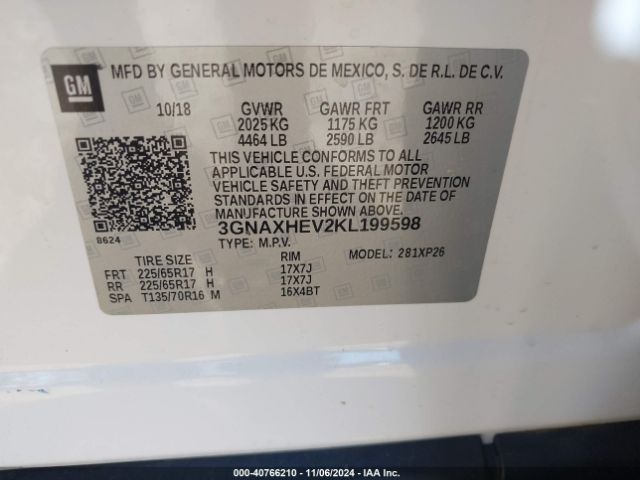 GM
MFD BY GENERAL MOTORS DE MEXICO, S. DE R.L. DE C.V.
10/18 GVWR GAWR FRT GAWR RR
2025 KG 1175 KG 1200 KG
4464 LB 2590 LB 2645 LB
THIS VEHICLE CONFORMS TO ALL
APPLICABLE U.S. FEDERAL MOTOR
VEHICLE SAFETY AND THEFT PREVENTION
STANDARDS IN EFFECT ON THE DATE
OF MANUFACTURE SHOWN ABOVE.
8624 3GNAXHEV2KL199598
TYPE: M.P.V. MODEL: 281XP26
TIRE SIZE RIM
FRT 225/65R17 H 17X7J
RR 225/65R17 H 17X7J
SPA T135/70R16 M 16X4BT
000-40766210 - 11/06/2024 - IAA Inc.